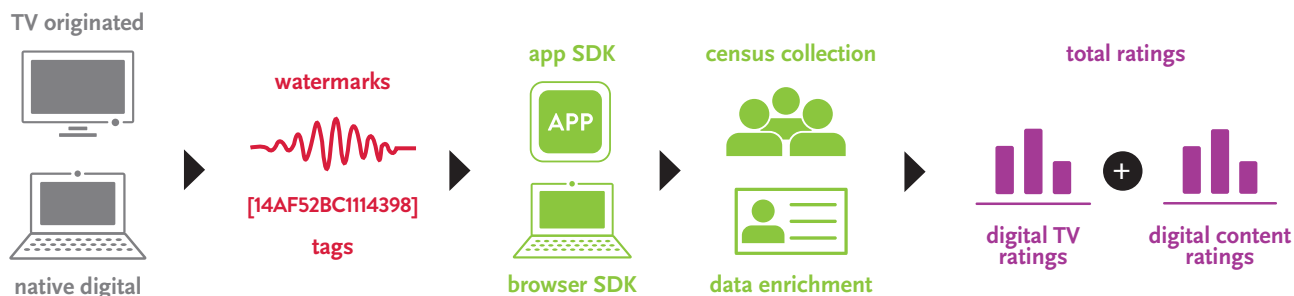 TV originated
native digital
watermarks
[14AF52BC1114398]
tags
app SDK
APP
browser SDK
census collection
data enrichment
total ratings
+
digital TV
ratings
digital content
ratings